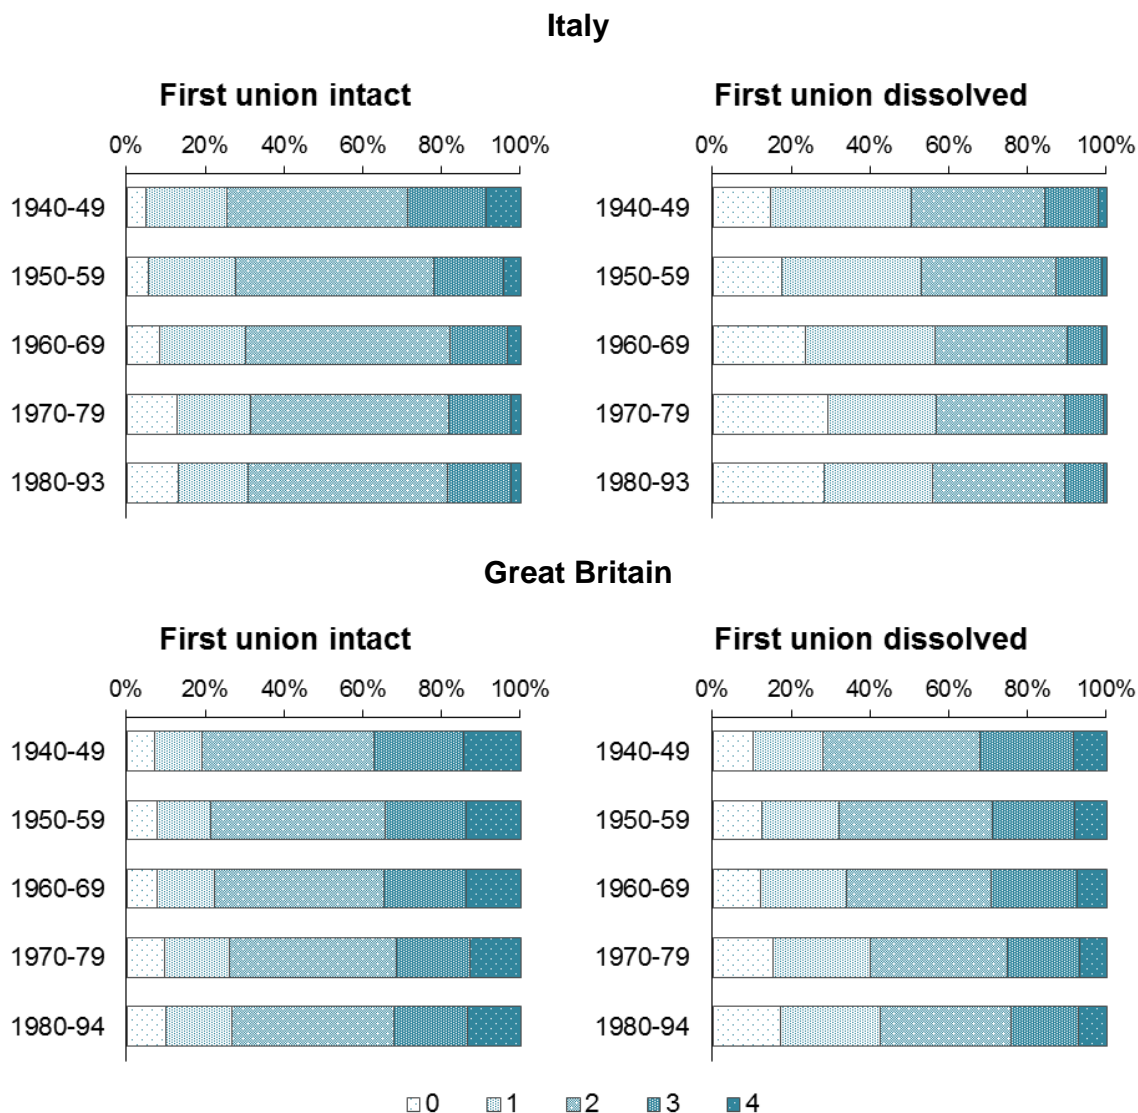 Italy
First union intact
First union dissolved
0% 20% 40% 60% 80% 100%
0% 20% 40% 60% 80% 100%
1940-49
1940-49
1950-59
1950-59
1960-69
1960-69
1970-79
1970-79
1980-93
1980-93
Great Britain
First union intact
First union dissolved
0% 20% 40% 60% 80% 100%
0% 20% 40% 60% 80% 100%
1940-49
1940-49
1950-59
1950-59
1960-69
1960-69
1970-79
1970-79
1980-94
1980-94
0 1 2 3 4